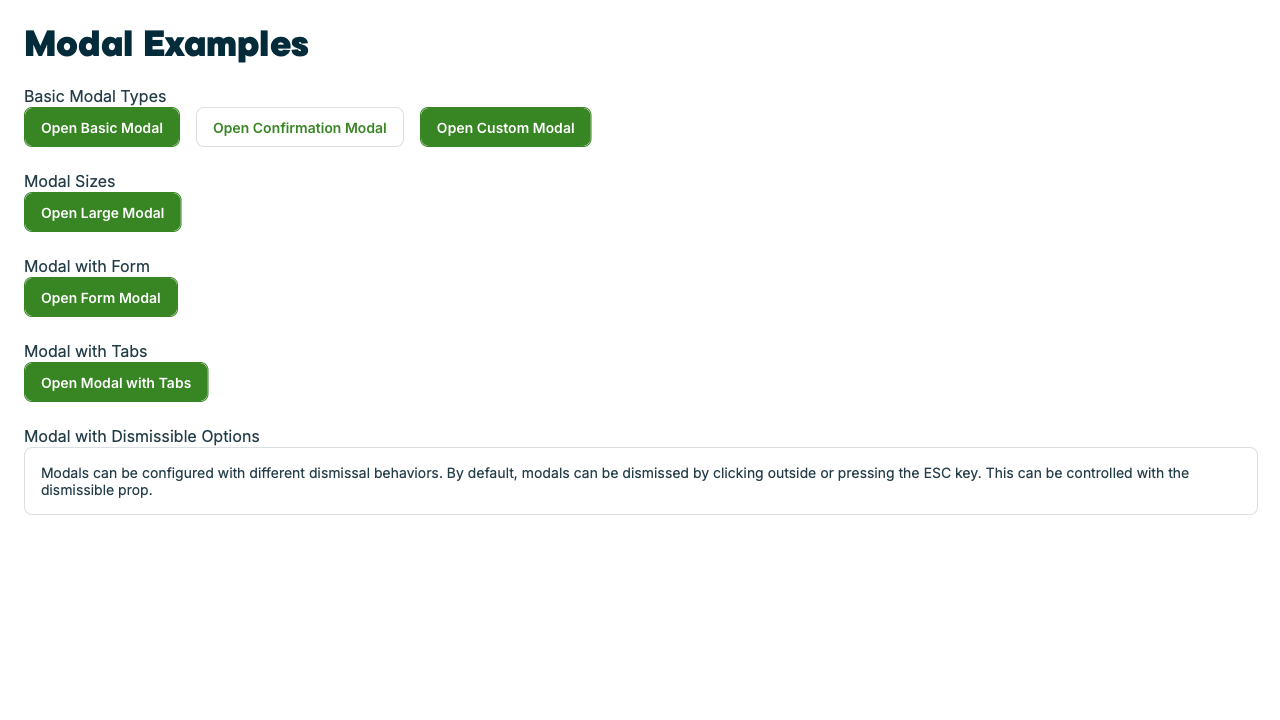 Modal Examples
Basic Modal Types
Open Basic Modal
Open Confirmation Modal
Open Custom Modal
Modal Sizes
Open Large Modal
Modal with Form
Open Form Modal
Modal with Tabs
Open Modal with Tabs
Modal with Dismissible Options
Modals can be configured with different dismissal behaviors. By default, modals can be dismissed by clicking outside or pressing the ESC key. This can be controlled with the
dismissible prop.